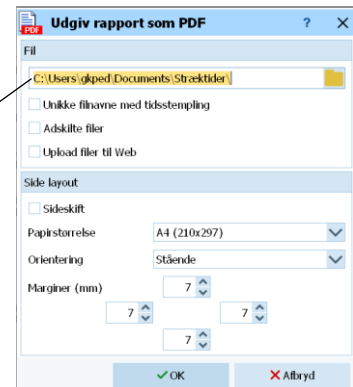 PDF Udgiv rapport som PDF ?
Fil
C:\Users\gkped\Documents\Stræktider\
Unikke filnavne med tidsstempling
Adskilte filer
Upload filer til Web
Side layout
Sideskift
Papirstørrelse A4 (210x297)
Orientering Stående
Marginer (mm) 7
7 7
7
OK Afbryd